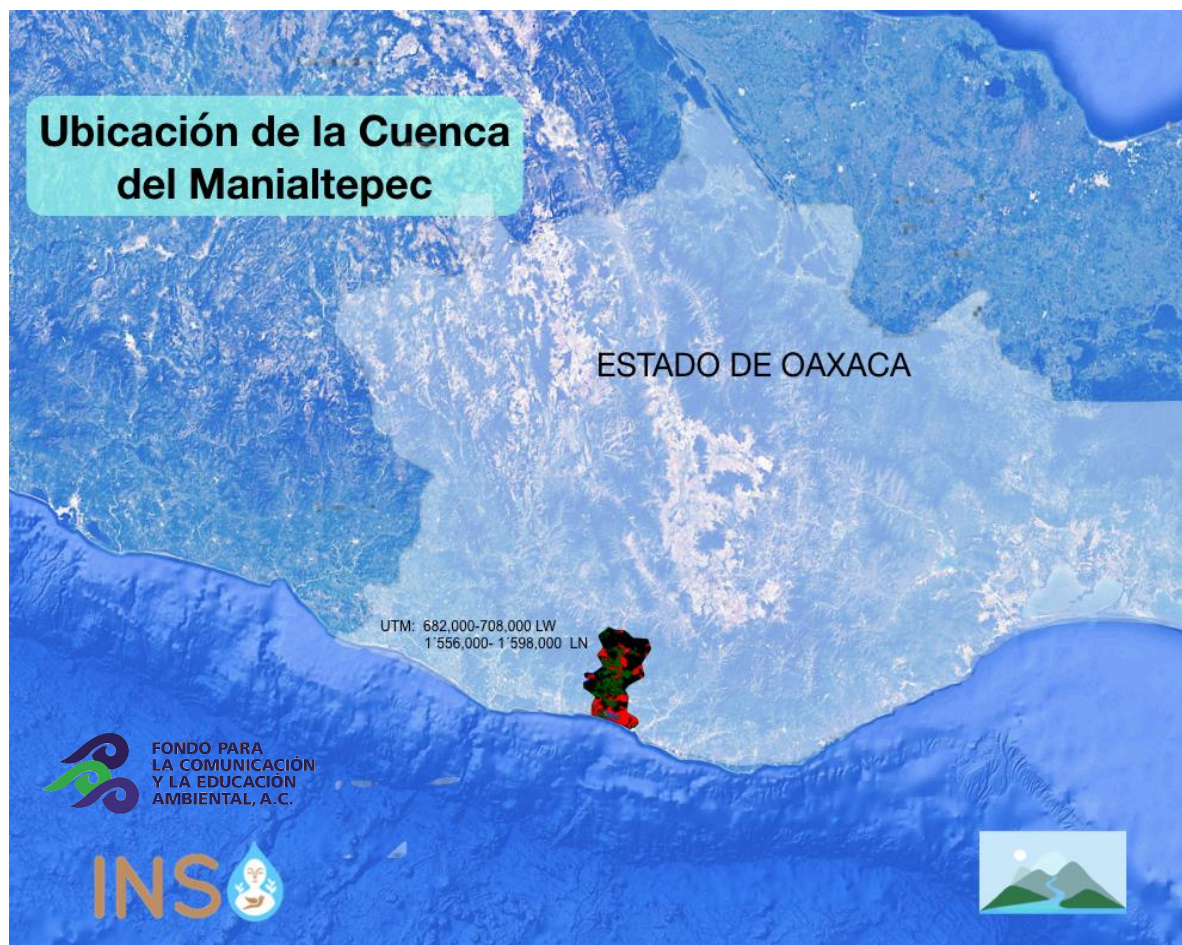 Ubicación de la Cuenca
del Manialtepec
ESTADO DE OAXACA
UTM: 682,000-708,000 LW
1´556,000- 1´598,000 LN
FONDO PARA
LA COMUNICACIÓN
Y LA EDUCACIÓN
AMBIENTAL, A.C.
INS